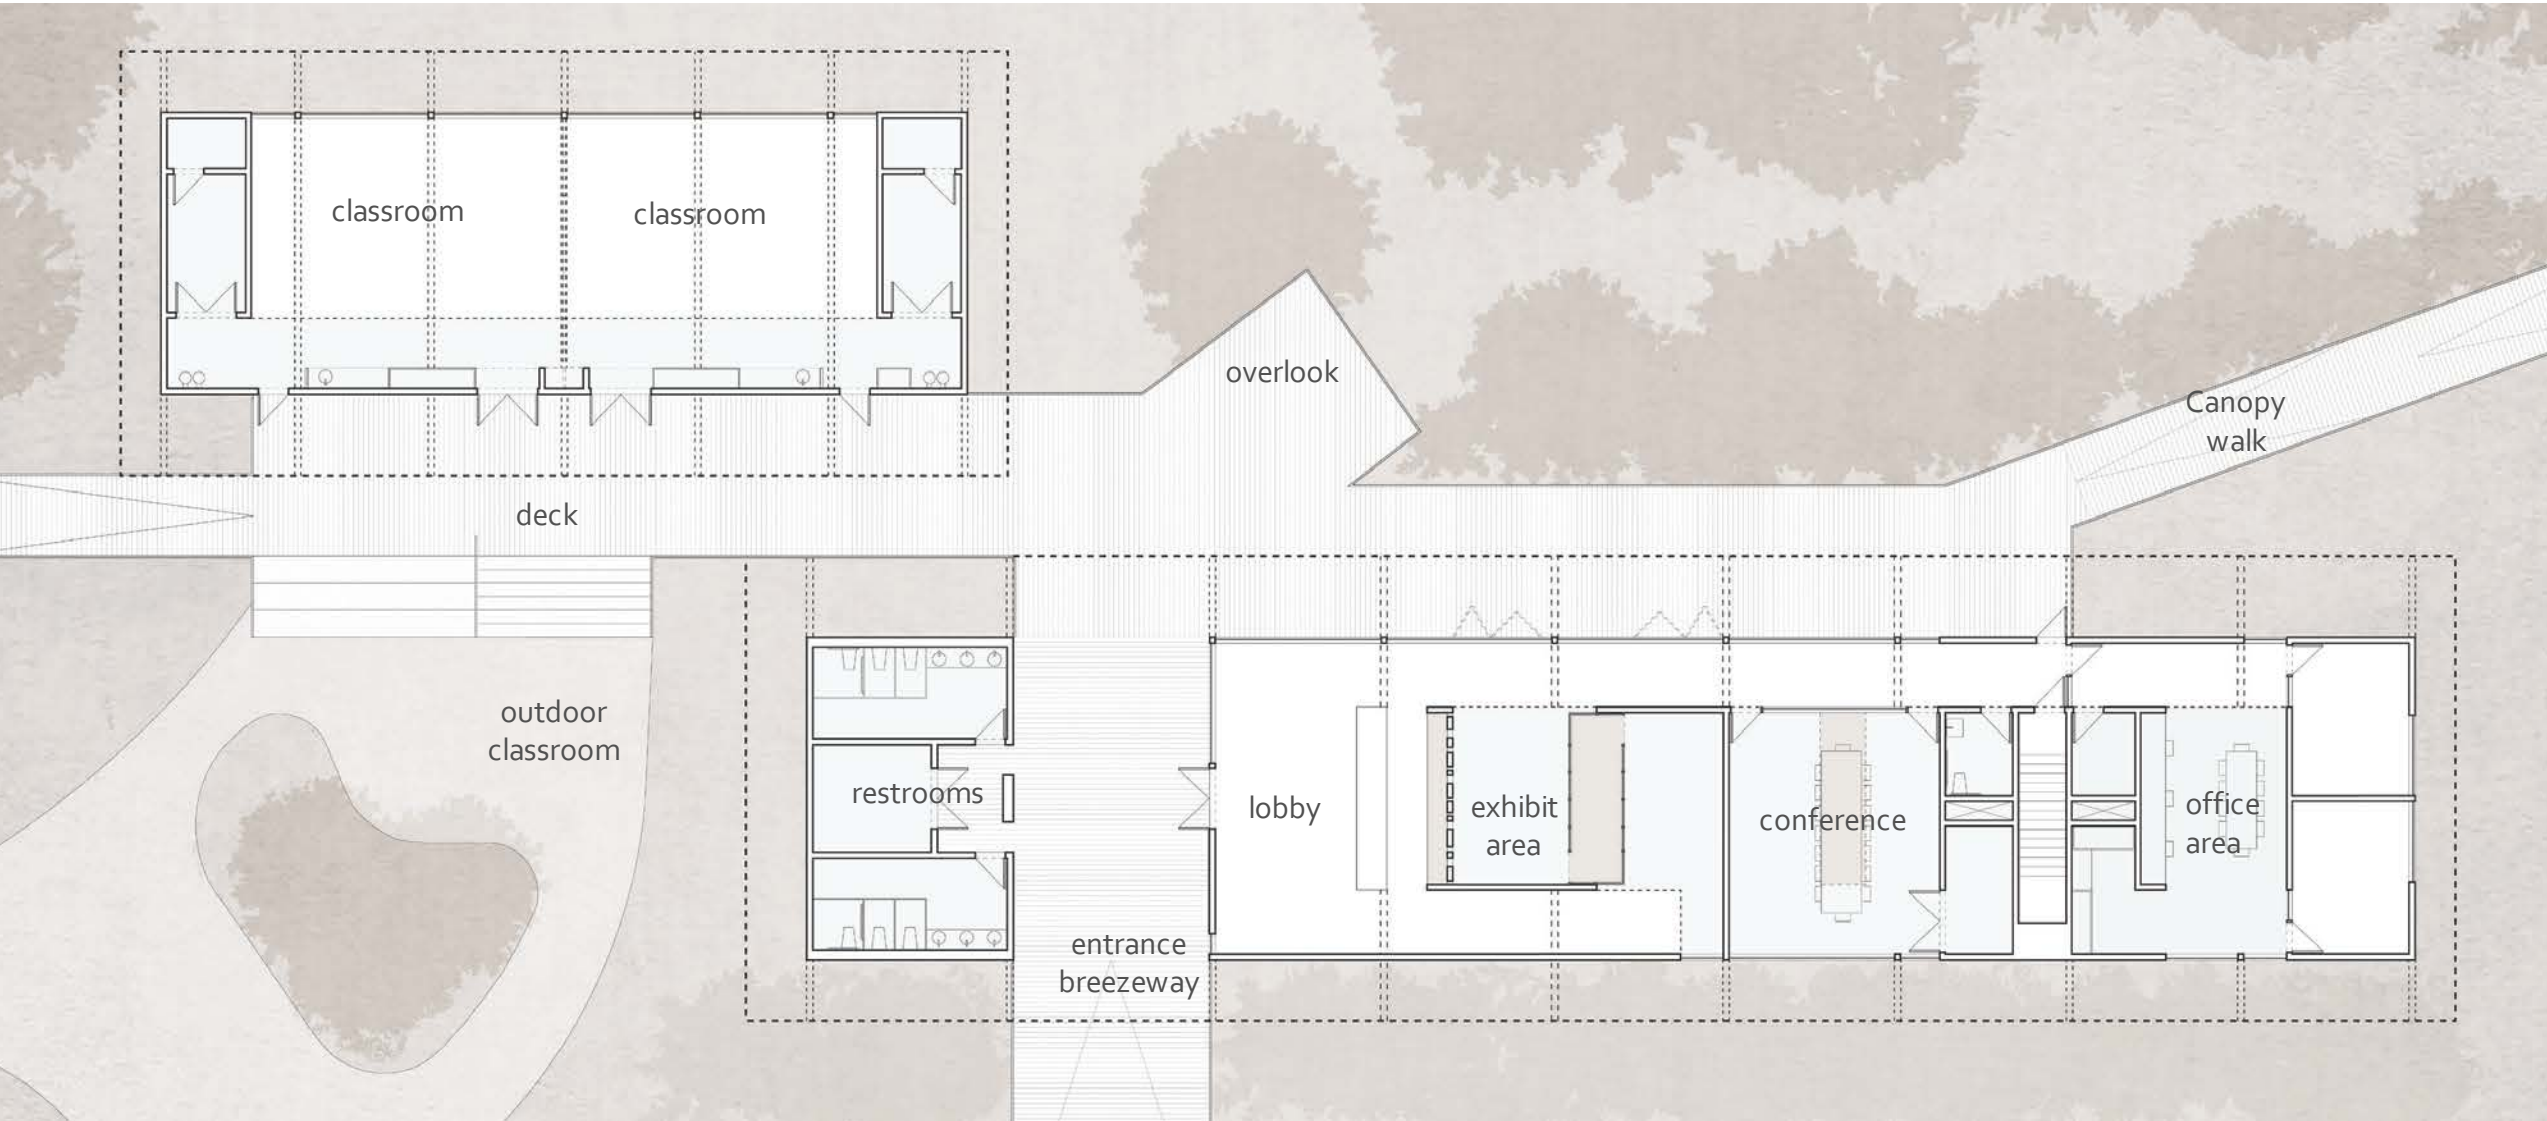 classroom
classroom
overlook
Canopy
walk
deck
outdoor
classroom
restrooms
lobby
exhibit
area
conference
office
area
entrance
breezeway